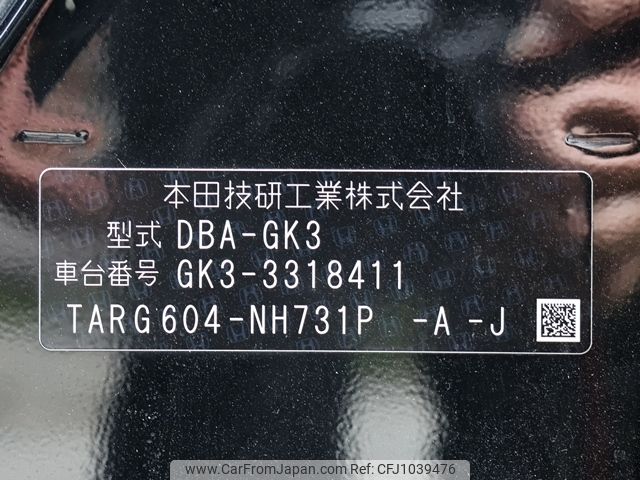 本田技研工業株式会社
型式 DBA-GK3
車台番号 GK3-3318411
TARG604-NH731P -A -J
www.CarFromJapan.com Ref:CFJ1039476